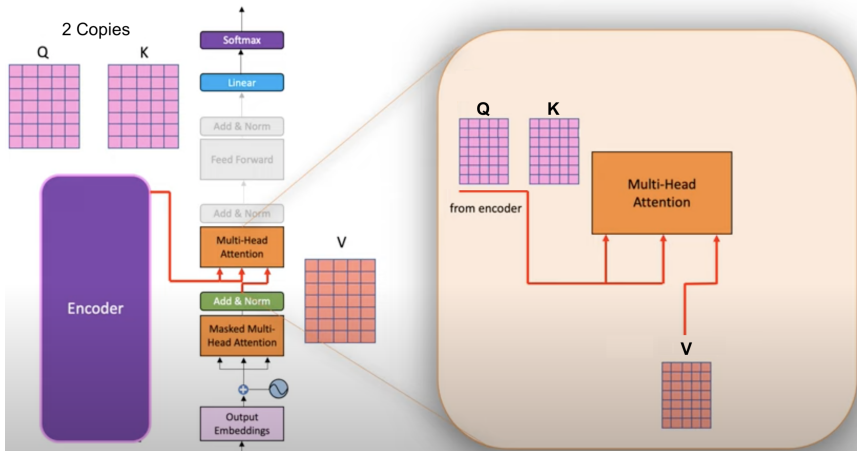 2 Copies
Q
K
Softmax
Linear
Add & Norm
Feed Forward
Add & Norm
Multi-Head
Attention
V
Add & Norm
Masked Multi-
Head Attention
Encoder
Output
Embeddings
Q
K
from encoder
Multi-Head
Attention
V